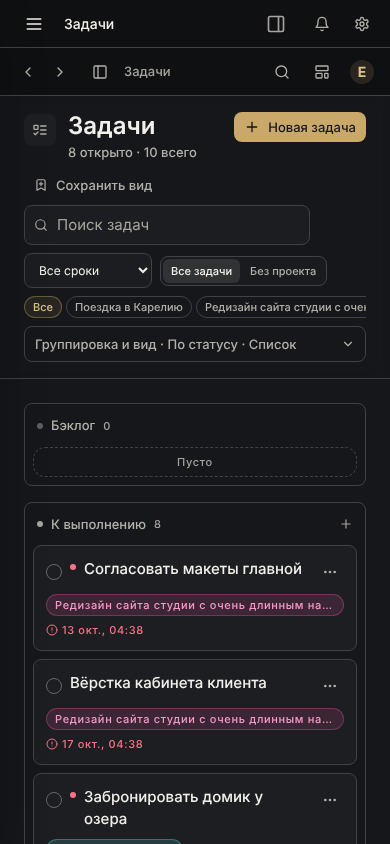 Задачи
Задачи
E
Задачи
8 открыто · 10 всего
Новая задача
Сохранить вид
Поиск задач
Все сроки
Все задачи
Без проекта
Все
Поездка в Карелию
Редизайн сайта студии с очен
Группировка и вид · По статусу · Список
Бэклог 0
Пусто
К выполнению 8
Согласовать макеты главной
Редизайн сайта студии с очень длинным на...
13 окт., 04:38
Вёрстка кабинета клиента
Редизайн сайта студии с очень длинным на...
17 окт., 04:38
Забронировать домик у
озера